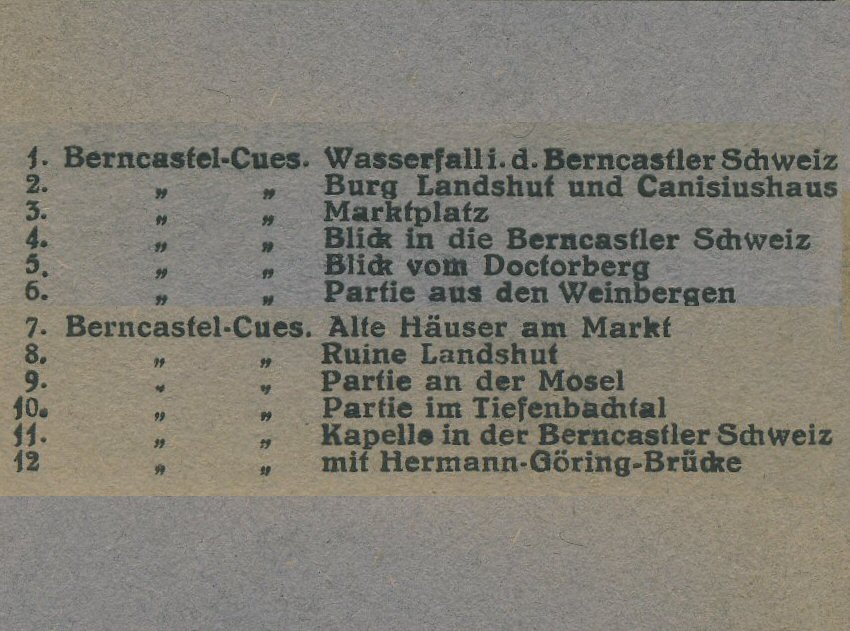 1. Berncastel-Cues. Wasserfall i. d. Berncastler Schweiz
2. „ „ Burg Landshut und Canisiushaus
3. „ „ Marktplatz
4. „ „ Blick in die Berncastler Schweiz
5. „ „ Blick vom Doctorberg
6. „ „ Partie aus den Weinbergen
7. Berncastel-Cues. Alte Häuser am Markt
8. „ „ Ruine Landshut
9. „ „ Partie an der Mosel
10. „ „ Partie im Tiefenbachtal
11. „ „ Kapelle in der Berncastler Schweiz
12 „ „ mit Hermann-Göring-Brücke